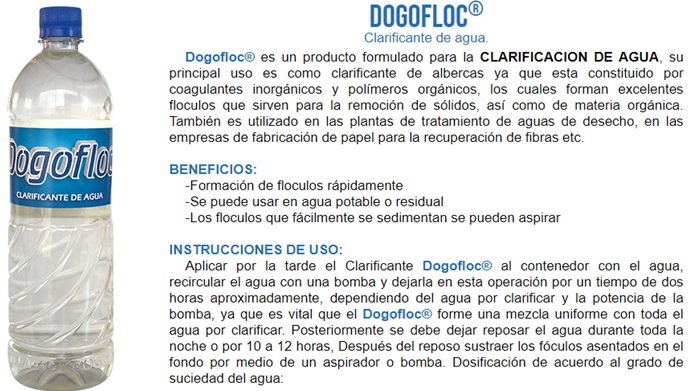 DOGOFLOC®
Clarificante de agua.
Dogofloc® es un producto formulado para la CLARIFICACION DE AGUA, su
principal uso es como clarificante de albercas ya que esta constituido por
coagulantes inorgánicos y polímeros orgánicos, los cuales forman excelentes
floculos que sirven para la remoción de sólidos, así como de materia orgánica.
También es utilizado en las plantas de tratamiento de aguas de desecho, en las
empresas de fabricación de papel para la recuperación de fibras etc.
BENEFICIOS:
-Formación de floculos rápidamente
-Se puede usar en agua potable o residual
-Los floculos que fácilmente se sedimentan se pueden aspirar
INSTRUCCIONES DE USO:
Aplicar por la tarde el Clarificante Dogofloc® al contenedor con el agua,
recircular el agua con una bomba y dejarla en esta operación por un tiempo de dos
horas aproximadamente, dependiendo del agua por clarificar y la potencia de la
bomba, ya que es vital que el Dogofloc® forme una mezcla uniforme con toda el
agua por clarificar. Posteriormente se debe dejar reposar el agua durante toda la
noche o por 10 a 12 horas, Después del reposo sustraer los fóculos asentados en el
fondo por medio de un aspirador o bomba. Dosificación de acuerdo al grado de
suciedad del agua:
Dogofloc
CLARIFICANTE DE AGUA